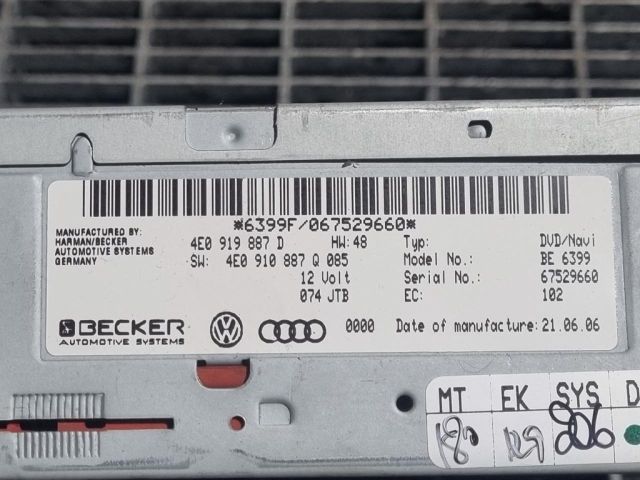 *6399F/067529660*
MANUFACTURED BY:
HARMAN/BECKER
AUTOMOTIVE SYSTEMS
GERMANY
4E0 919 887 D HW:48
SW: 4E0 910 887 Q 085
12 Volt
074 JTB
Typ: DVD/Navi
Model No.: BE 6399
Serial No.: 67529660
EC: 102
BECKER
AUTOMOTIVE SYSTEMS
0000 Date of manufacture: 21.06.06
MT EK SYS D
206